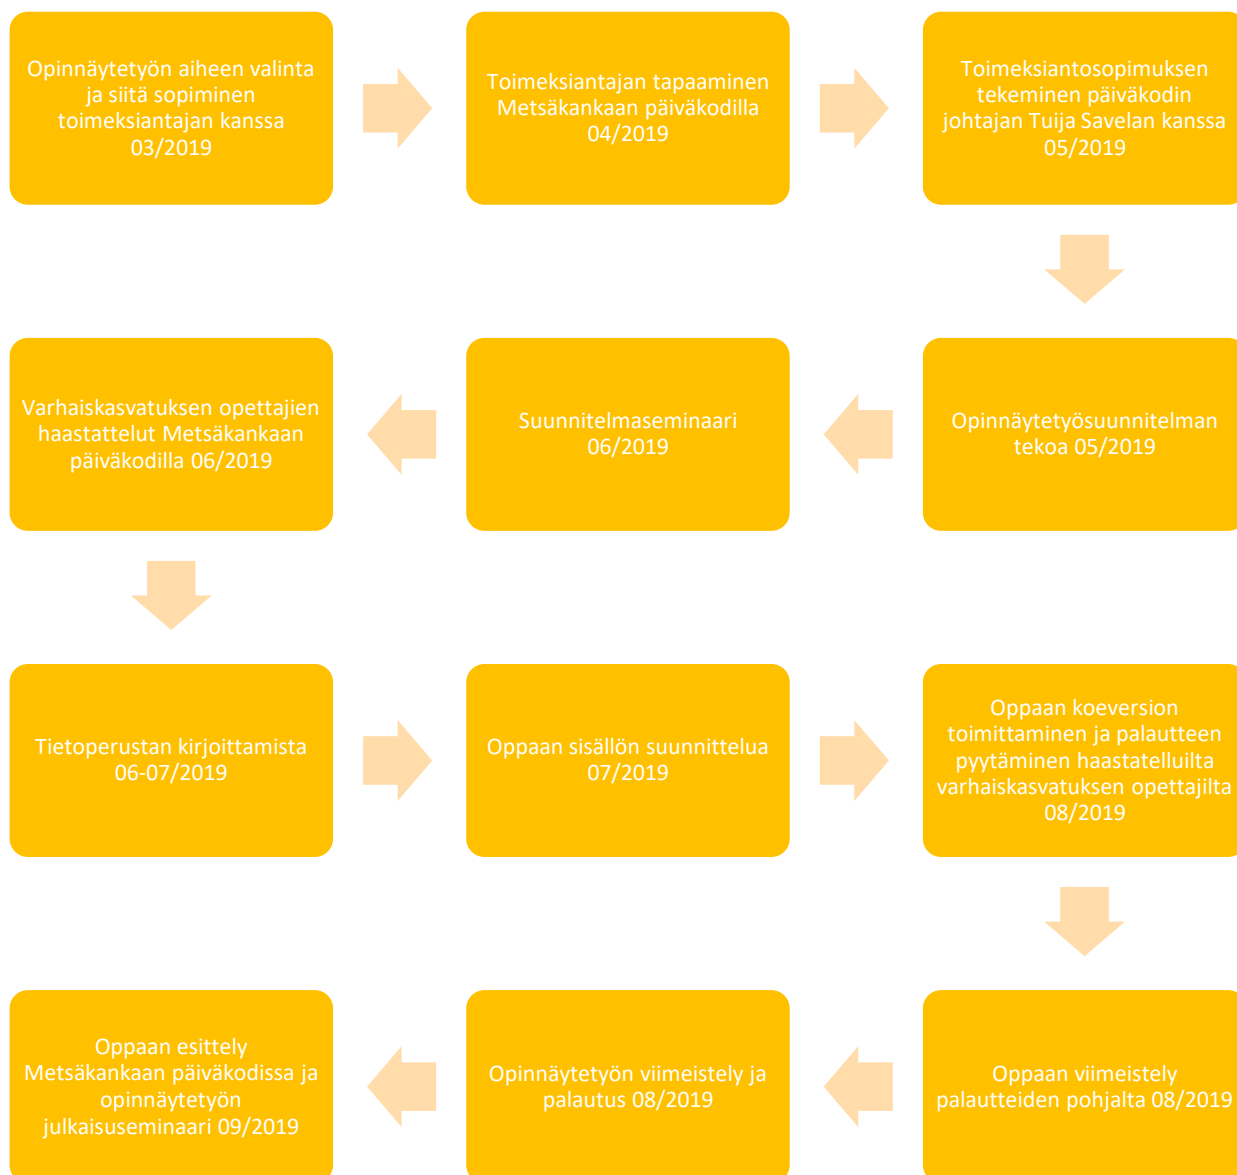 Opinnäytetyön aiheen valinta
ja siitä sopiminen
toimeksiantajan kanssa
03/2019
Toimeksiantajan tapaaminen
Metsäkankaan päiväkodilla
04/2019
Toimeksiantosopimuksen
tekeminen päiväkodin
johtajan Tuija Savelan kanssa
05/2019
Opinnäytetyösuunnitelman
tekoa 05/2019
Suunnitelmaseminaari
06/2019
Varhaiskasvatuksen opettajien
haastattelut Metsäkankaan
päiväkodilla 06/2019
Tietoperustan kirjoittamista
06-07/2019
Oppaan sisällön suunnittelua
07/2019
Oppaan koeversion
toimittaminen ja palautteen
pyytäminen haastatelluilta
varhaiskasvatuksen opettajilta
08/2019
Oppaan viimeistely
palautteiden pohjalta 08/2019
Opinnäytetyön viimeistely ja
palautus 08/2019
Oppaan esittely
Metsäkankaan päiväkodissa ja
opinnäytetyön
julkaisuseminaari 09/2019